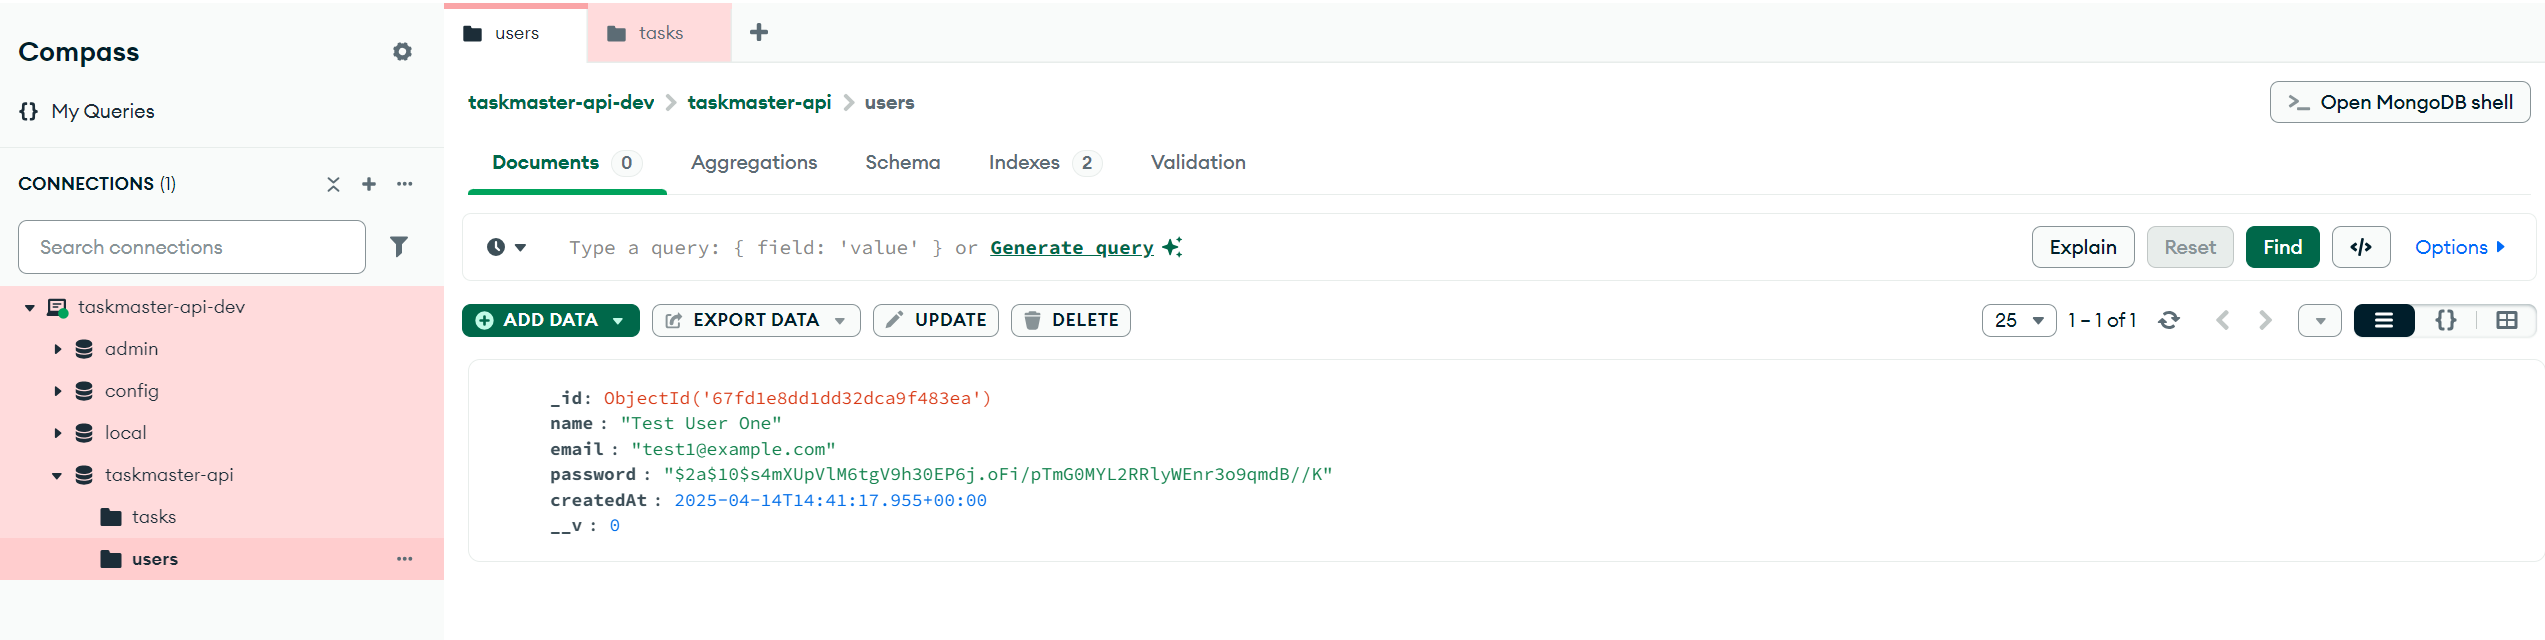 Compass
{} My Queries
CONNECTIONS (1)
Search connections
taskmaster-api-dev
admin
config
local
taskmaster-api
tasks
users
users
tasks
taskmaster-api-dev > taskmaster-api > users
>_ Open MongoDB shell
Documents 0
Aggregations
Schema
Indexes 2
Validation
Type a query: { field: 'value' } or Generate query
Explain
Reset
Find
</>
Options
ADD DATA
EXPORT DATA
UPDATE
DELETE
25
1 – 1 of 1
{}
_id: ObjectId('67fd1e8dd1dd32dca9f483ea')
name : "Test User One"
email : "test1@example.com"
password : "$2a$10$s4mXUpVlM6tgV9h30EP6j.oFi/pTmG0MYL2RRlyWEnr3o9qmdB//K"
createdAt : 2025-04-14T14:41:17.955+00:00
__v : 0